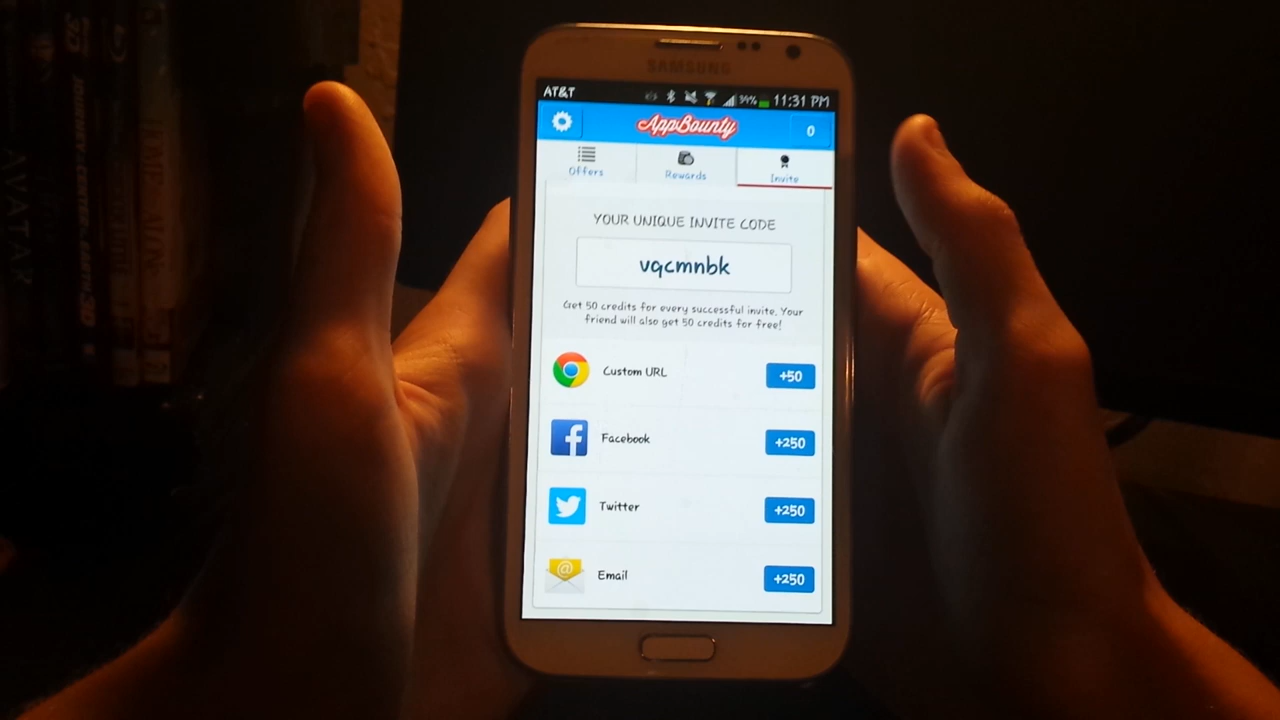 AVATAR
SAMSUNG
AT&T
34%
11:31 PM
AppBounty
0
Offers
Rewards
Invite
YOUR UNIQUE INVITE CODE
vqcmnbk
Get 50 credits for every successful invite. Your
friend will also get 50 credits for free!
Custom URL
+50
Facebook
+250
Twitter
+250
Email
+250